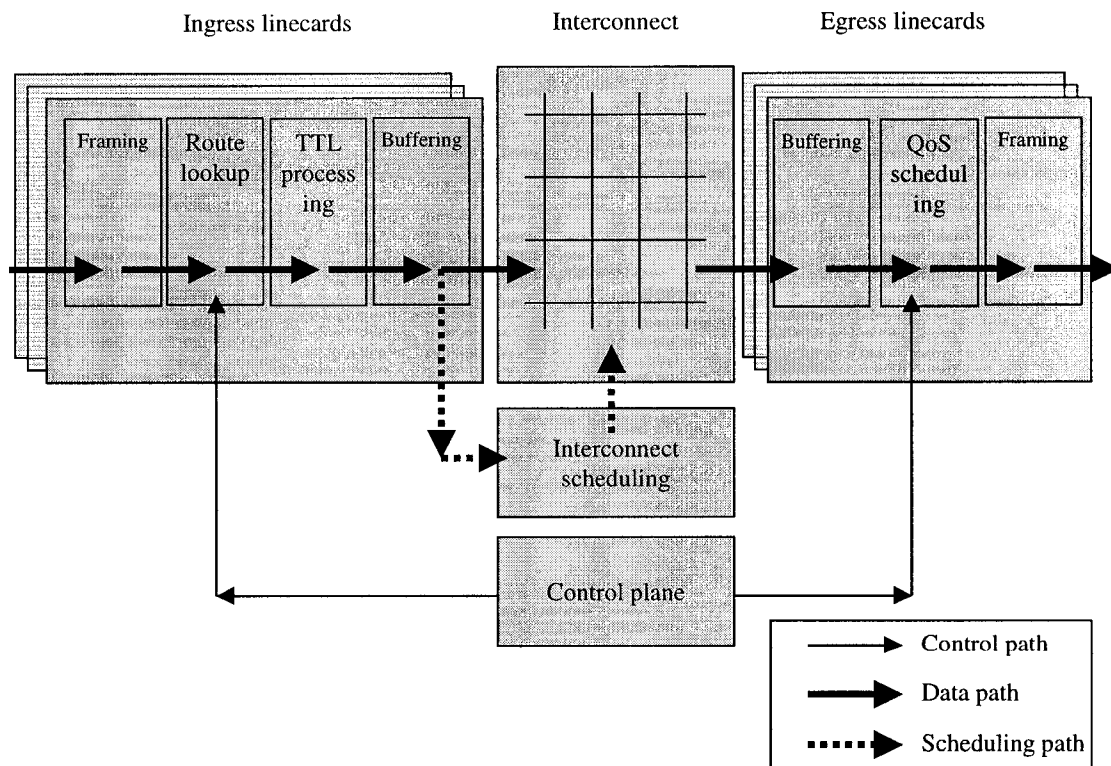 Ingress linecards
Interconnect
Egress linecards
Framing
Route
lookup
TTL
process
ing
Buffering
Buffering
QoS
schedul
ing
Framing
Interconnect
scheduling
Control plane
Control path
Data path
Scheduling path